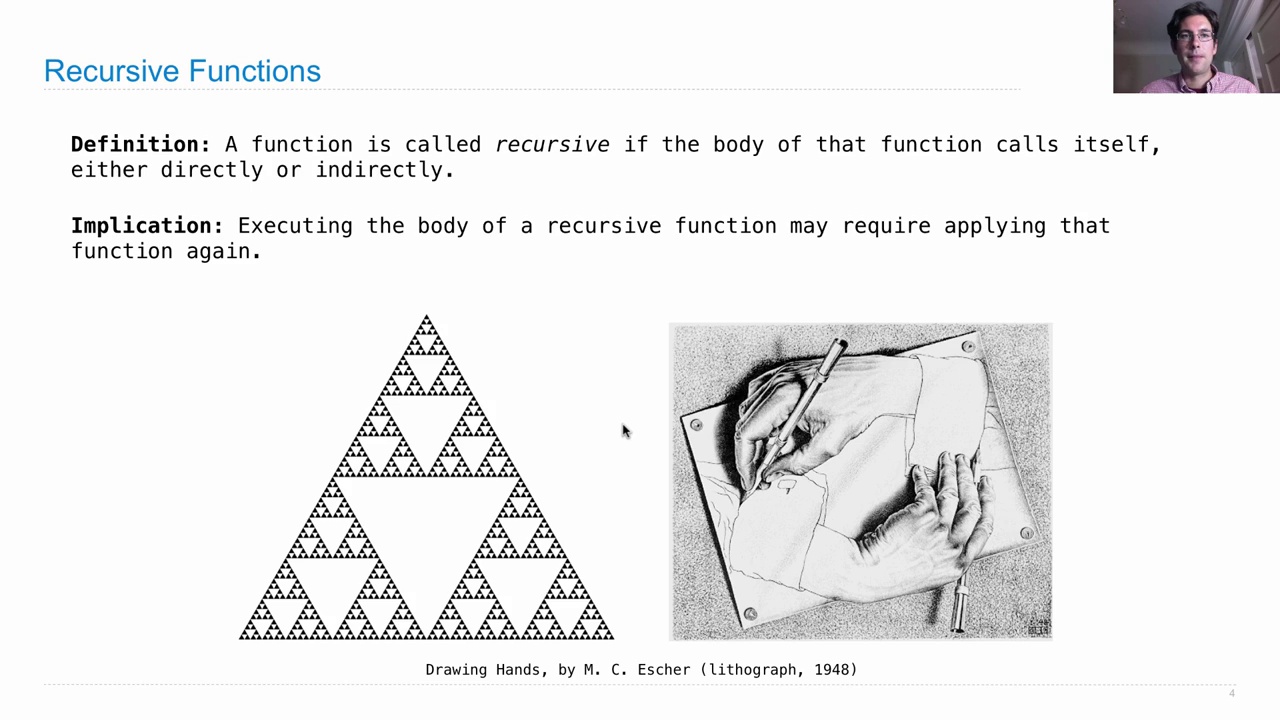 Recursive Functions
Definition: A function is called recursive if the body of that function calls itself,
either directly or indirectly.
Implication: Executing the body of a recursive function may require applying that
function again.
Drawing Hands, by M. C. Escher (lithograph, 1948)
4